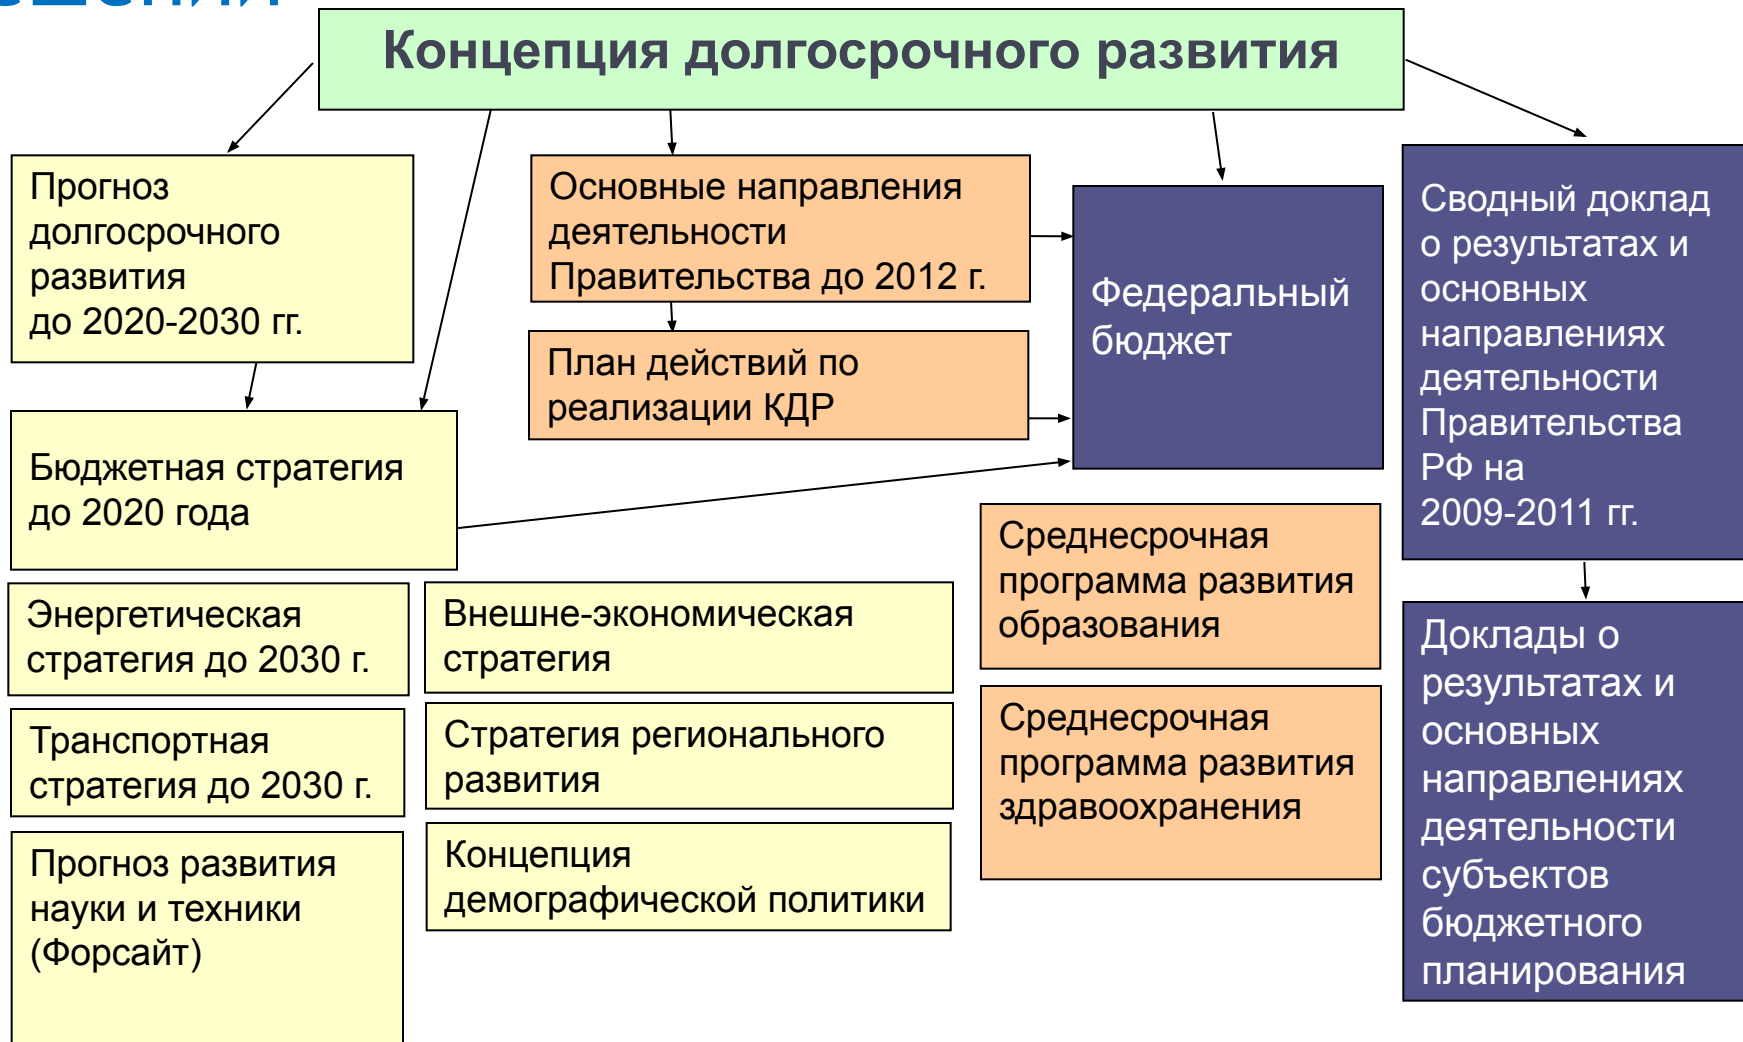 Концепция долгосрочного развития
Прогноз
долгосрочного
развития
до 2020-2030 гг.
Основные направления
деятельности
Правительства до 2012 г.
План действий по
реализации КДР
Федеральный
бюджет
Сводный доклад
о результатах и
основных
направлениях
деятельности
Правительства
РФ на
2009-2011 гг.
Бюджетная стратегия
до 2020 года
Энергетическая
стратегия до 2030 г.
Внешне-экономическая
стратегия
Среднесрочная
программа развития
образования
Транспортная
стратегия до 2030 г.
Стратегия регионального
развития
Среднесрочная
программа развития
здравоохранения
Прогноз развития
науки и техники
(Форсайт)
Концепция
демографической политики
Доклады о
результатах и
основных
направлениях
деятельности
субъектов
бюджетного
планирования